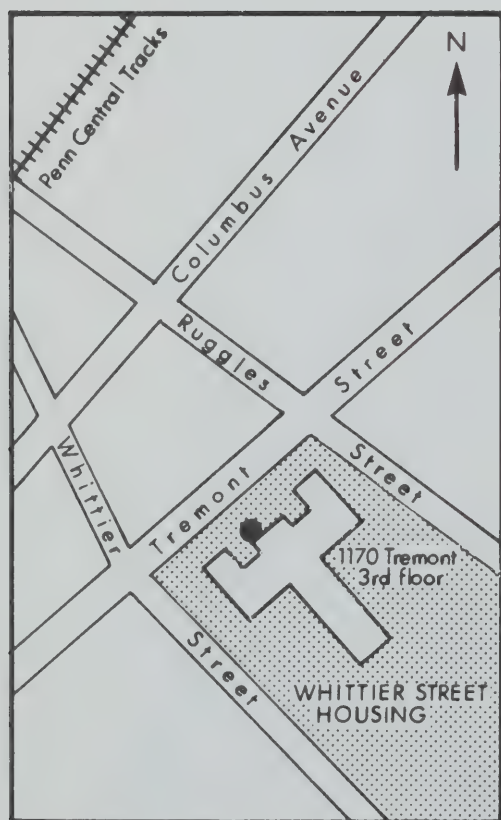 N
Penn Central Tracks
Columbus Avenue
Ruggles Street
Tremont Street
Whittier Street
1170 Tremont
3rd floor
WHITTIER STREET
HOUSING